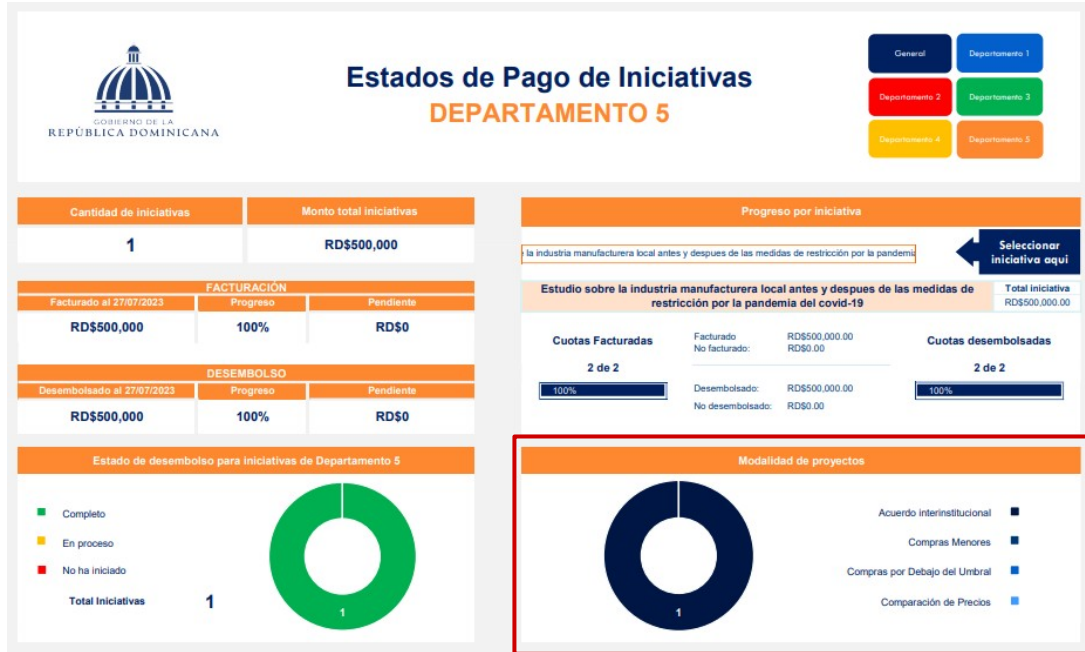 GOBIERNO DE LA
REPÚBLICA DOMINICANA
Estados de Pago de Iniciativas
DEPARTAMENTO 5
General
Departamento 1
Departamento 2
Departamento 3
Departamento 4
Departamento 5
Cantidad de iniciativas
Monto total iniciativas
1
RD$500,000
FACTURACIÓN
Facturado al 27/07/2023
Progreso
Pendiente
RD$500,000
100%
RD$0
DESEMBOLSO
Desembolsado al 27/07/2023
Progreso
Pendiente
RD$500,000
100%
RD$0
Progreso por iniciativa
la industria manufacturera local antes y despues de las medidas de restricción por la pandemia
Seleccionar
iniciativa aqui
Estudio sobre la industria manufacturera local antes y despues de las medidas de
restricción por la pandemia del covid-19
Total iniciativa
RD$500,000.00
Cuotas Facturadas
2 de 2
100%
Facturado RD$500,000.00
No facturado: RD$0.00
Desembolsado: RD$500,000.00
No desembolsado: RD$0.00
Cuotas desembolsadas
2 de 2
100%
Estado de desembolso para iniciativas de Departamento 5
Completo
En proceso
No ha iniciado
Total Iniciativas 1
1
Modalidad de proyectos
1
Acuerdo interinstitucional
Compras Menores
Compras por Debajo del Umbral
Comparación de Precios